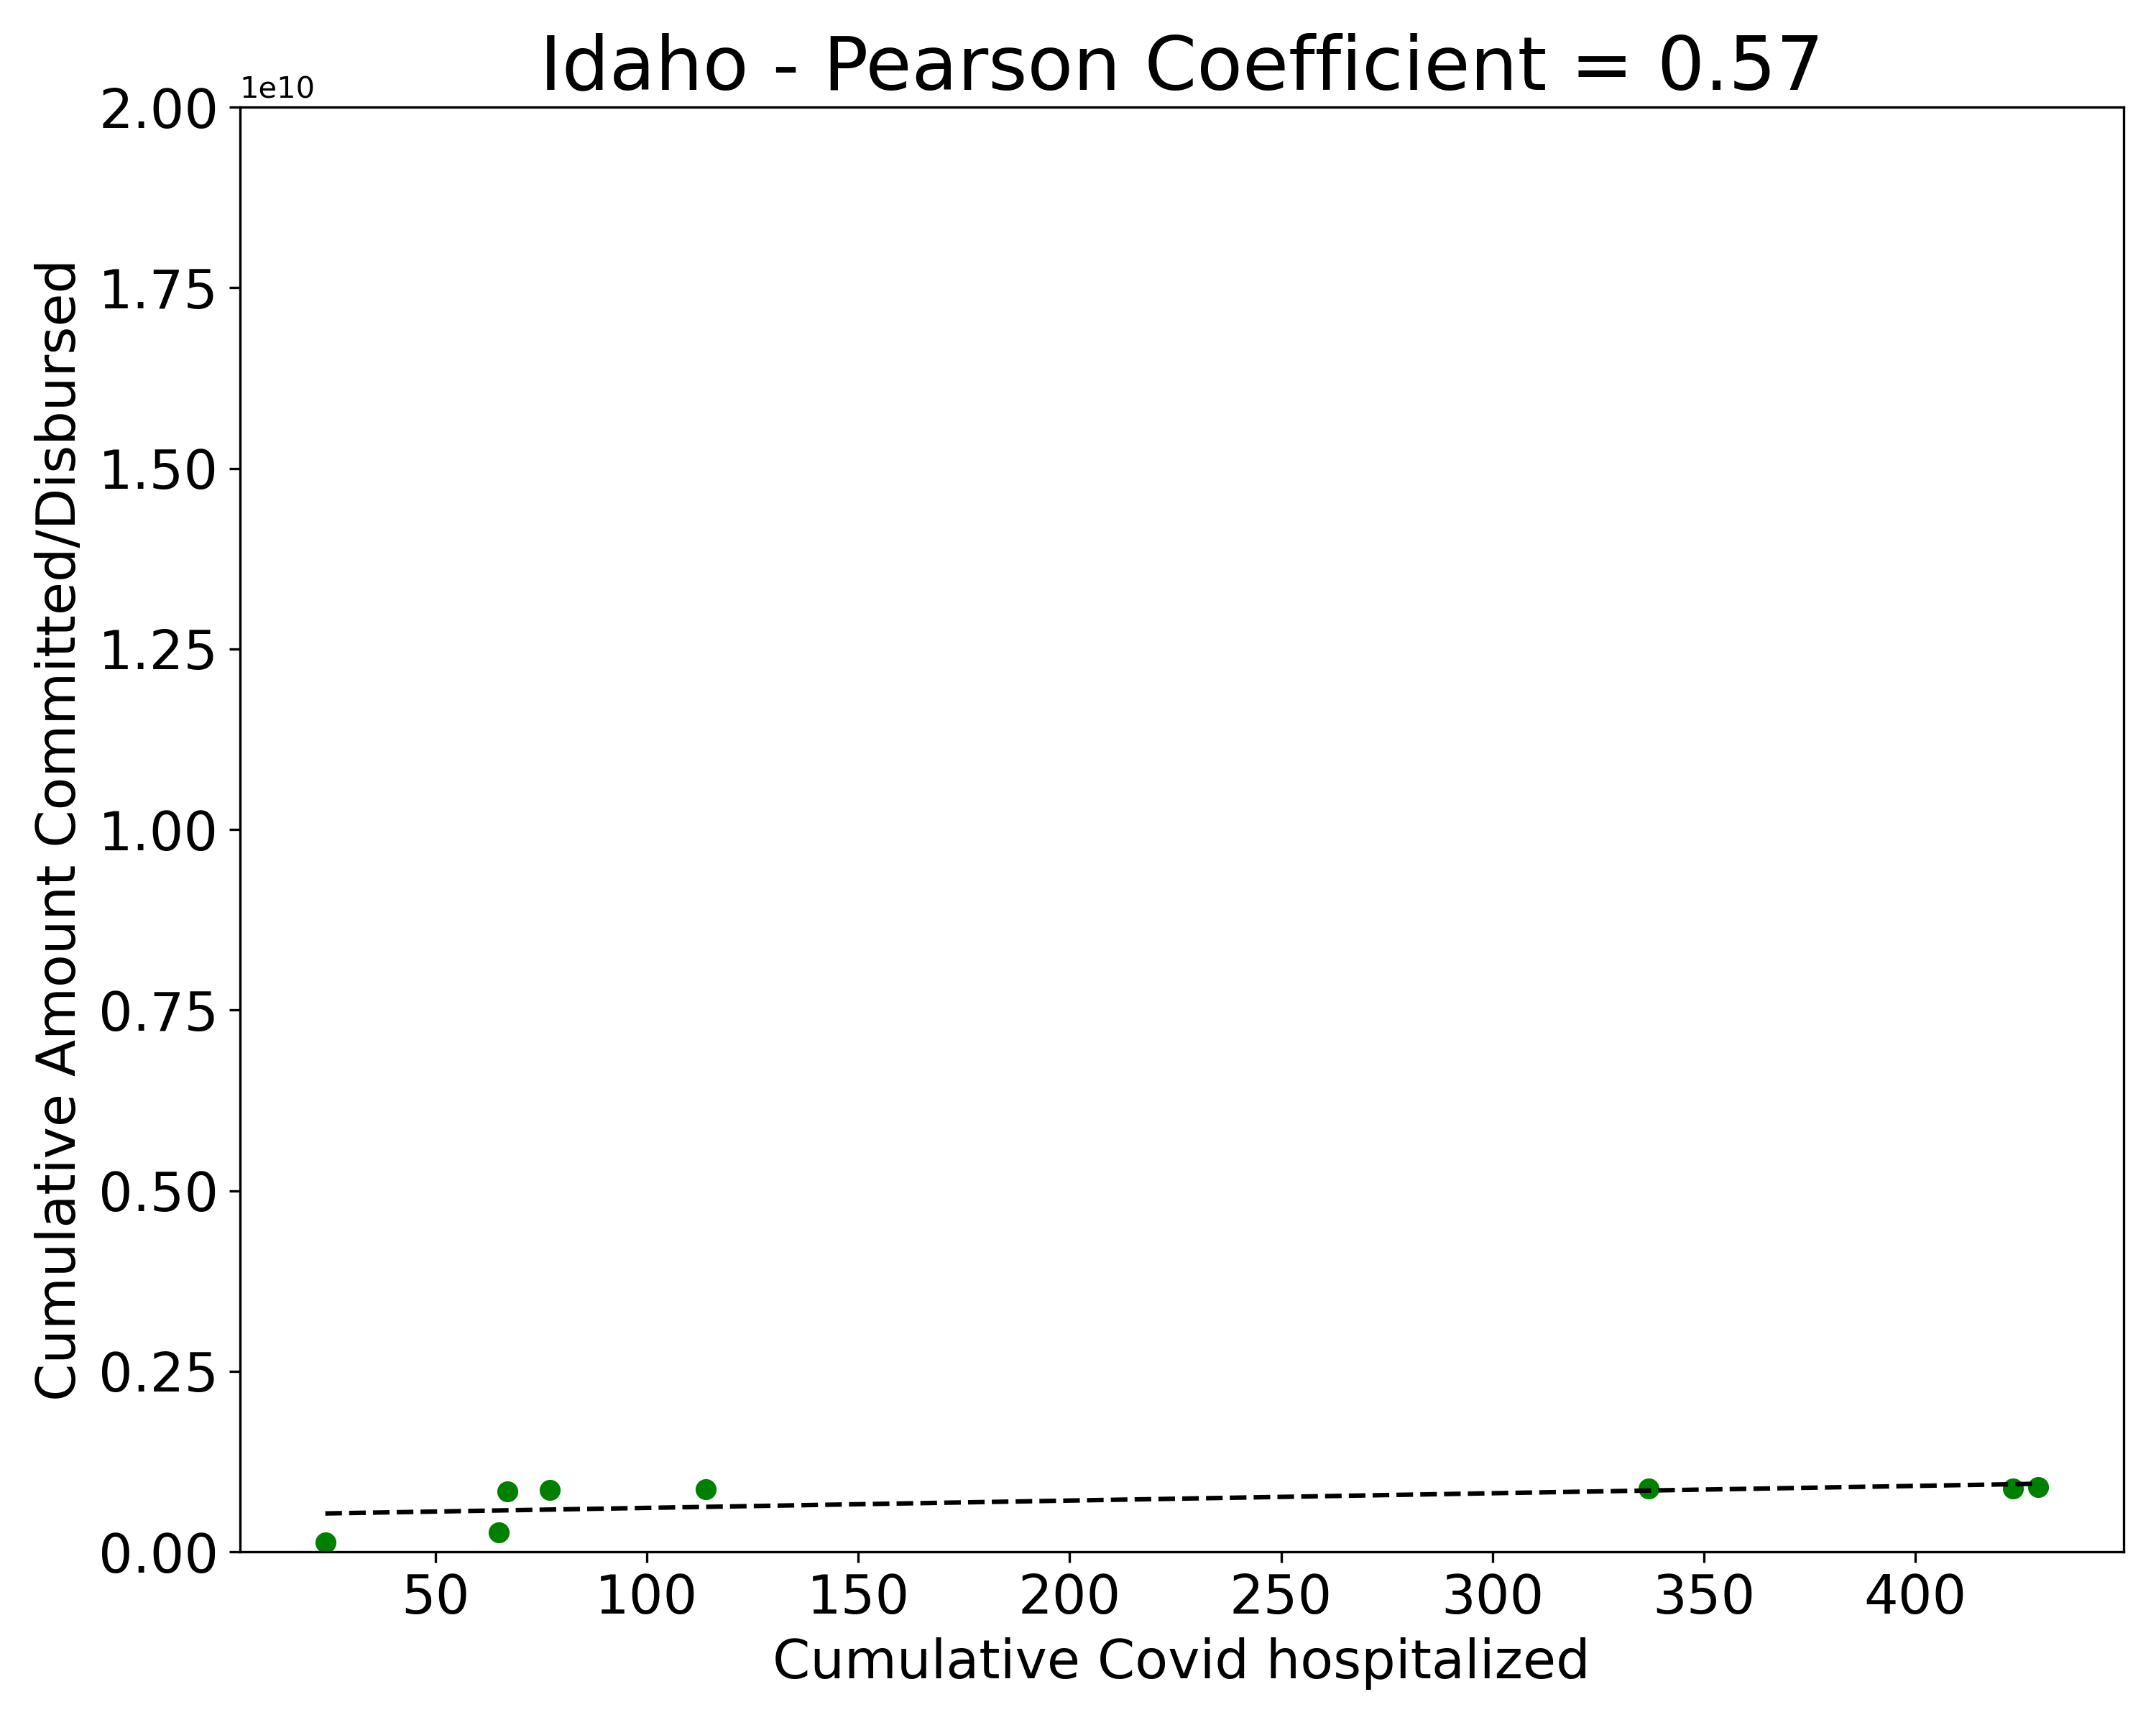 Idaho - Pearson Coefficient = 0.57
1e10
2.00
1.75
1.50
1.25
1.00
0.75
0.50
0.25
0.00
Cumulative Amount Committed/Disbursed
50 100 150 200 250 300 350 400
Cumulative Covid hospitalized